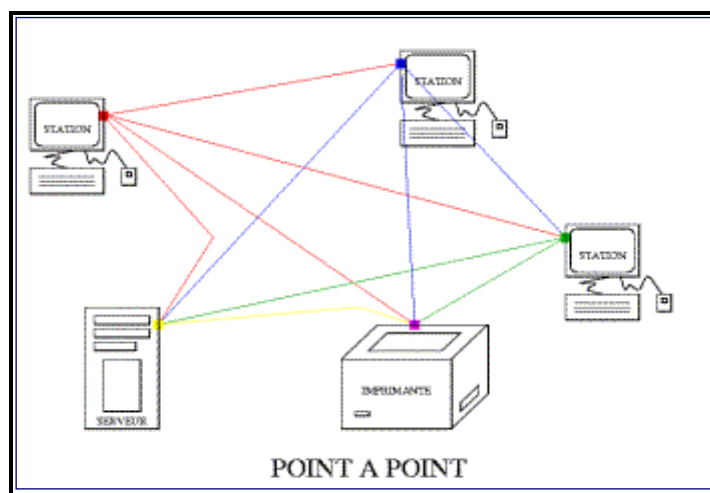 STATION
STATION
STATION
IMPRIMANTE
SERVEUR
POINT A POINT